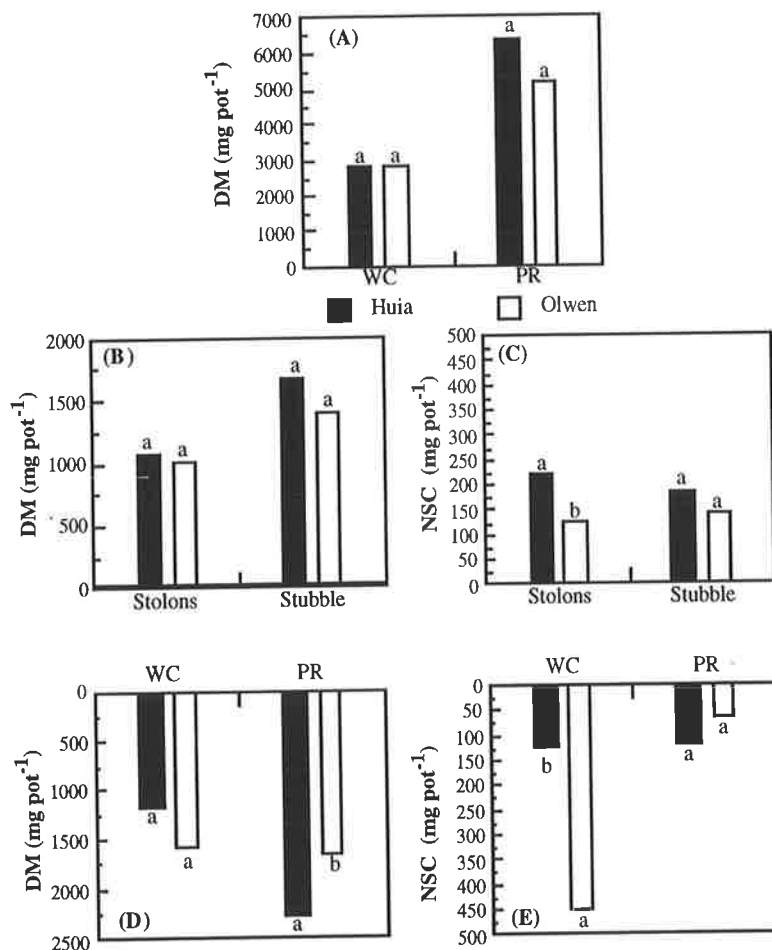 (A)
DM (mg pot-1)
7000
6000
5000
4000
3000
2000
1000
0
a a
a
a
WC PR
Huia Olwen
(B)
DM (mg pot-1)
2000
1500
1000
500
0
a a
a
a
Stolons Stubble
(C)
NSC (mg pot-1)
500
450
400
350
300
250
200
150
100
50
0
a
b
a
a
Stolons Stubble
WC PR
DM (mg pot-1)
0
500
1000
1500
2000
2500
a
a
a
b
(D)
WC PR
NSC (mg pot-1)
0
50
100
150
200
250
300
350
400
450
500
b
a
a
a
(E)